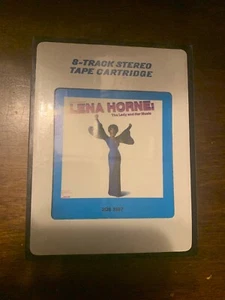 8-TRACK STEREO
TAPE CARTRIDGE
LENA HORNE:
The Lady and Her Music